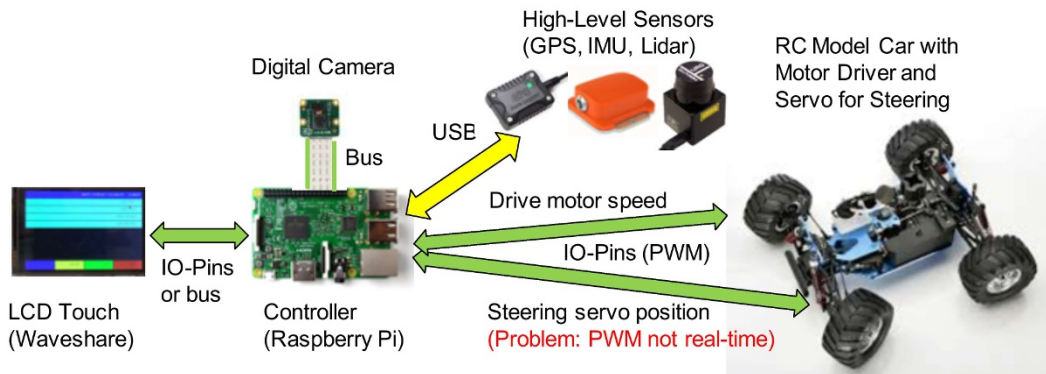 High-Level Sensors
(GPS, IMU, Lidar)
RC Model Car with
Motor Driver and
Servo for Steering
Digital Camera
USB
Bus
Drive motor speed
IO-Pins (PWM)
IO-Pins
or bus
LCD Touch
(Waveshare)
Controller
(Raspberry Pi)
Steering servo position
(Problem: PWM not real-time)